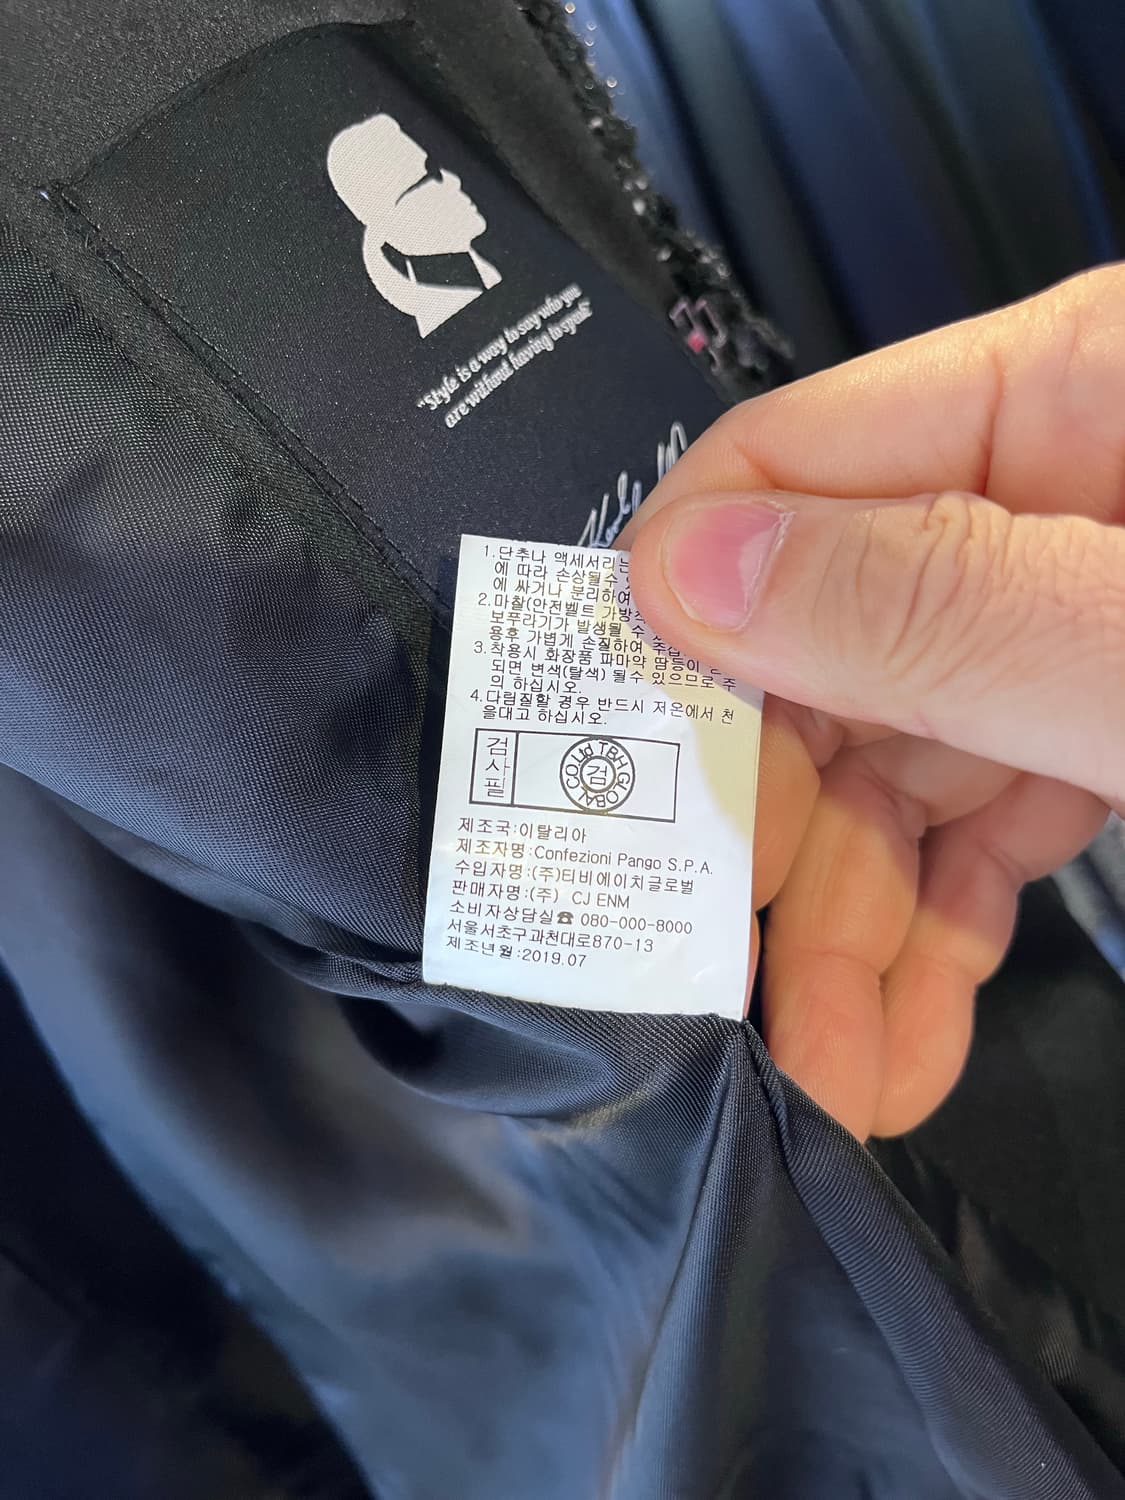 "Style is a way to say who you
are without having to speak"
Karl
1.단추나 액세서리는
에 따라 손상될수
에 싸거나 분리하여
2.마찰(안전벨트 가방
보푸라기가 발생될 수
용후 가볍게 손질하여
3.착용시 화장품 파마약 땀등이
되면 변색(탈색) 될수 있으므로 주
의 하십시오.
4.다림질할 경우 반드시 저온에서 천
을대고 하십시오.
검사필
TBH GLOBAL CO.Ltd
검
제조국:이탈리아
제조자명:Confezioni Pango S.P.A.
수입자명:(주)티비에이치글로벌
판매자명:(주) CJ ENM
소비자상담실☎ 080-000-8000
서울서초구과천대로870-13
제조년월:2019.07